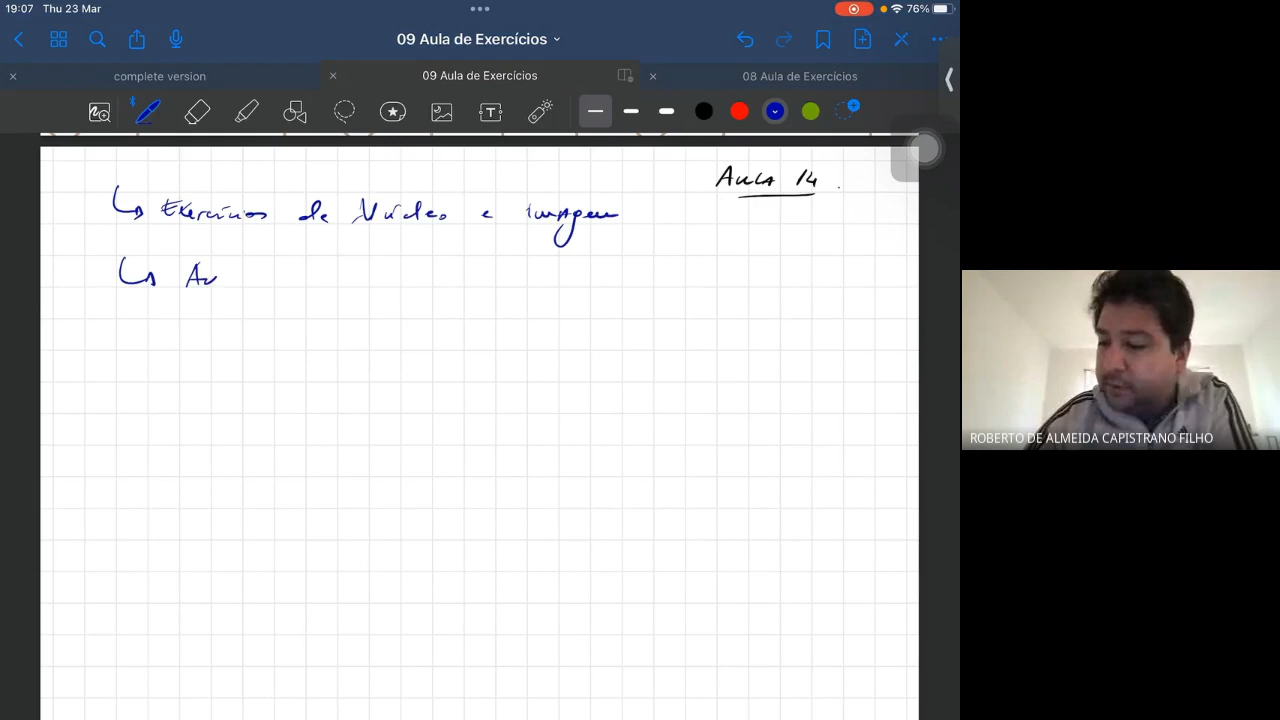 19:07 Thu 23 Mar
76%
09 Aula de Exercícios
complete version
09 Aula de Exercícios
08 Aula de Exercícios
T
AULA 14
Exercícios de Núcleo e imagem
Av
ROBERTO DE ALMEIDA CAPISTRANO FILHO